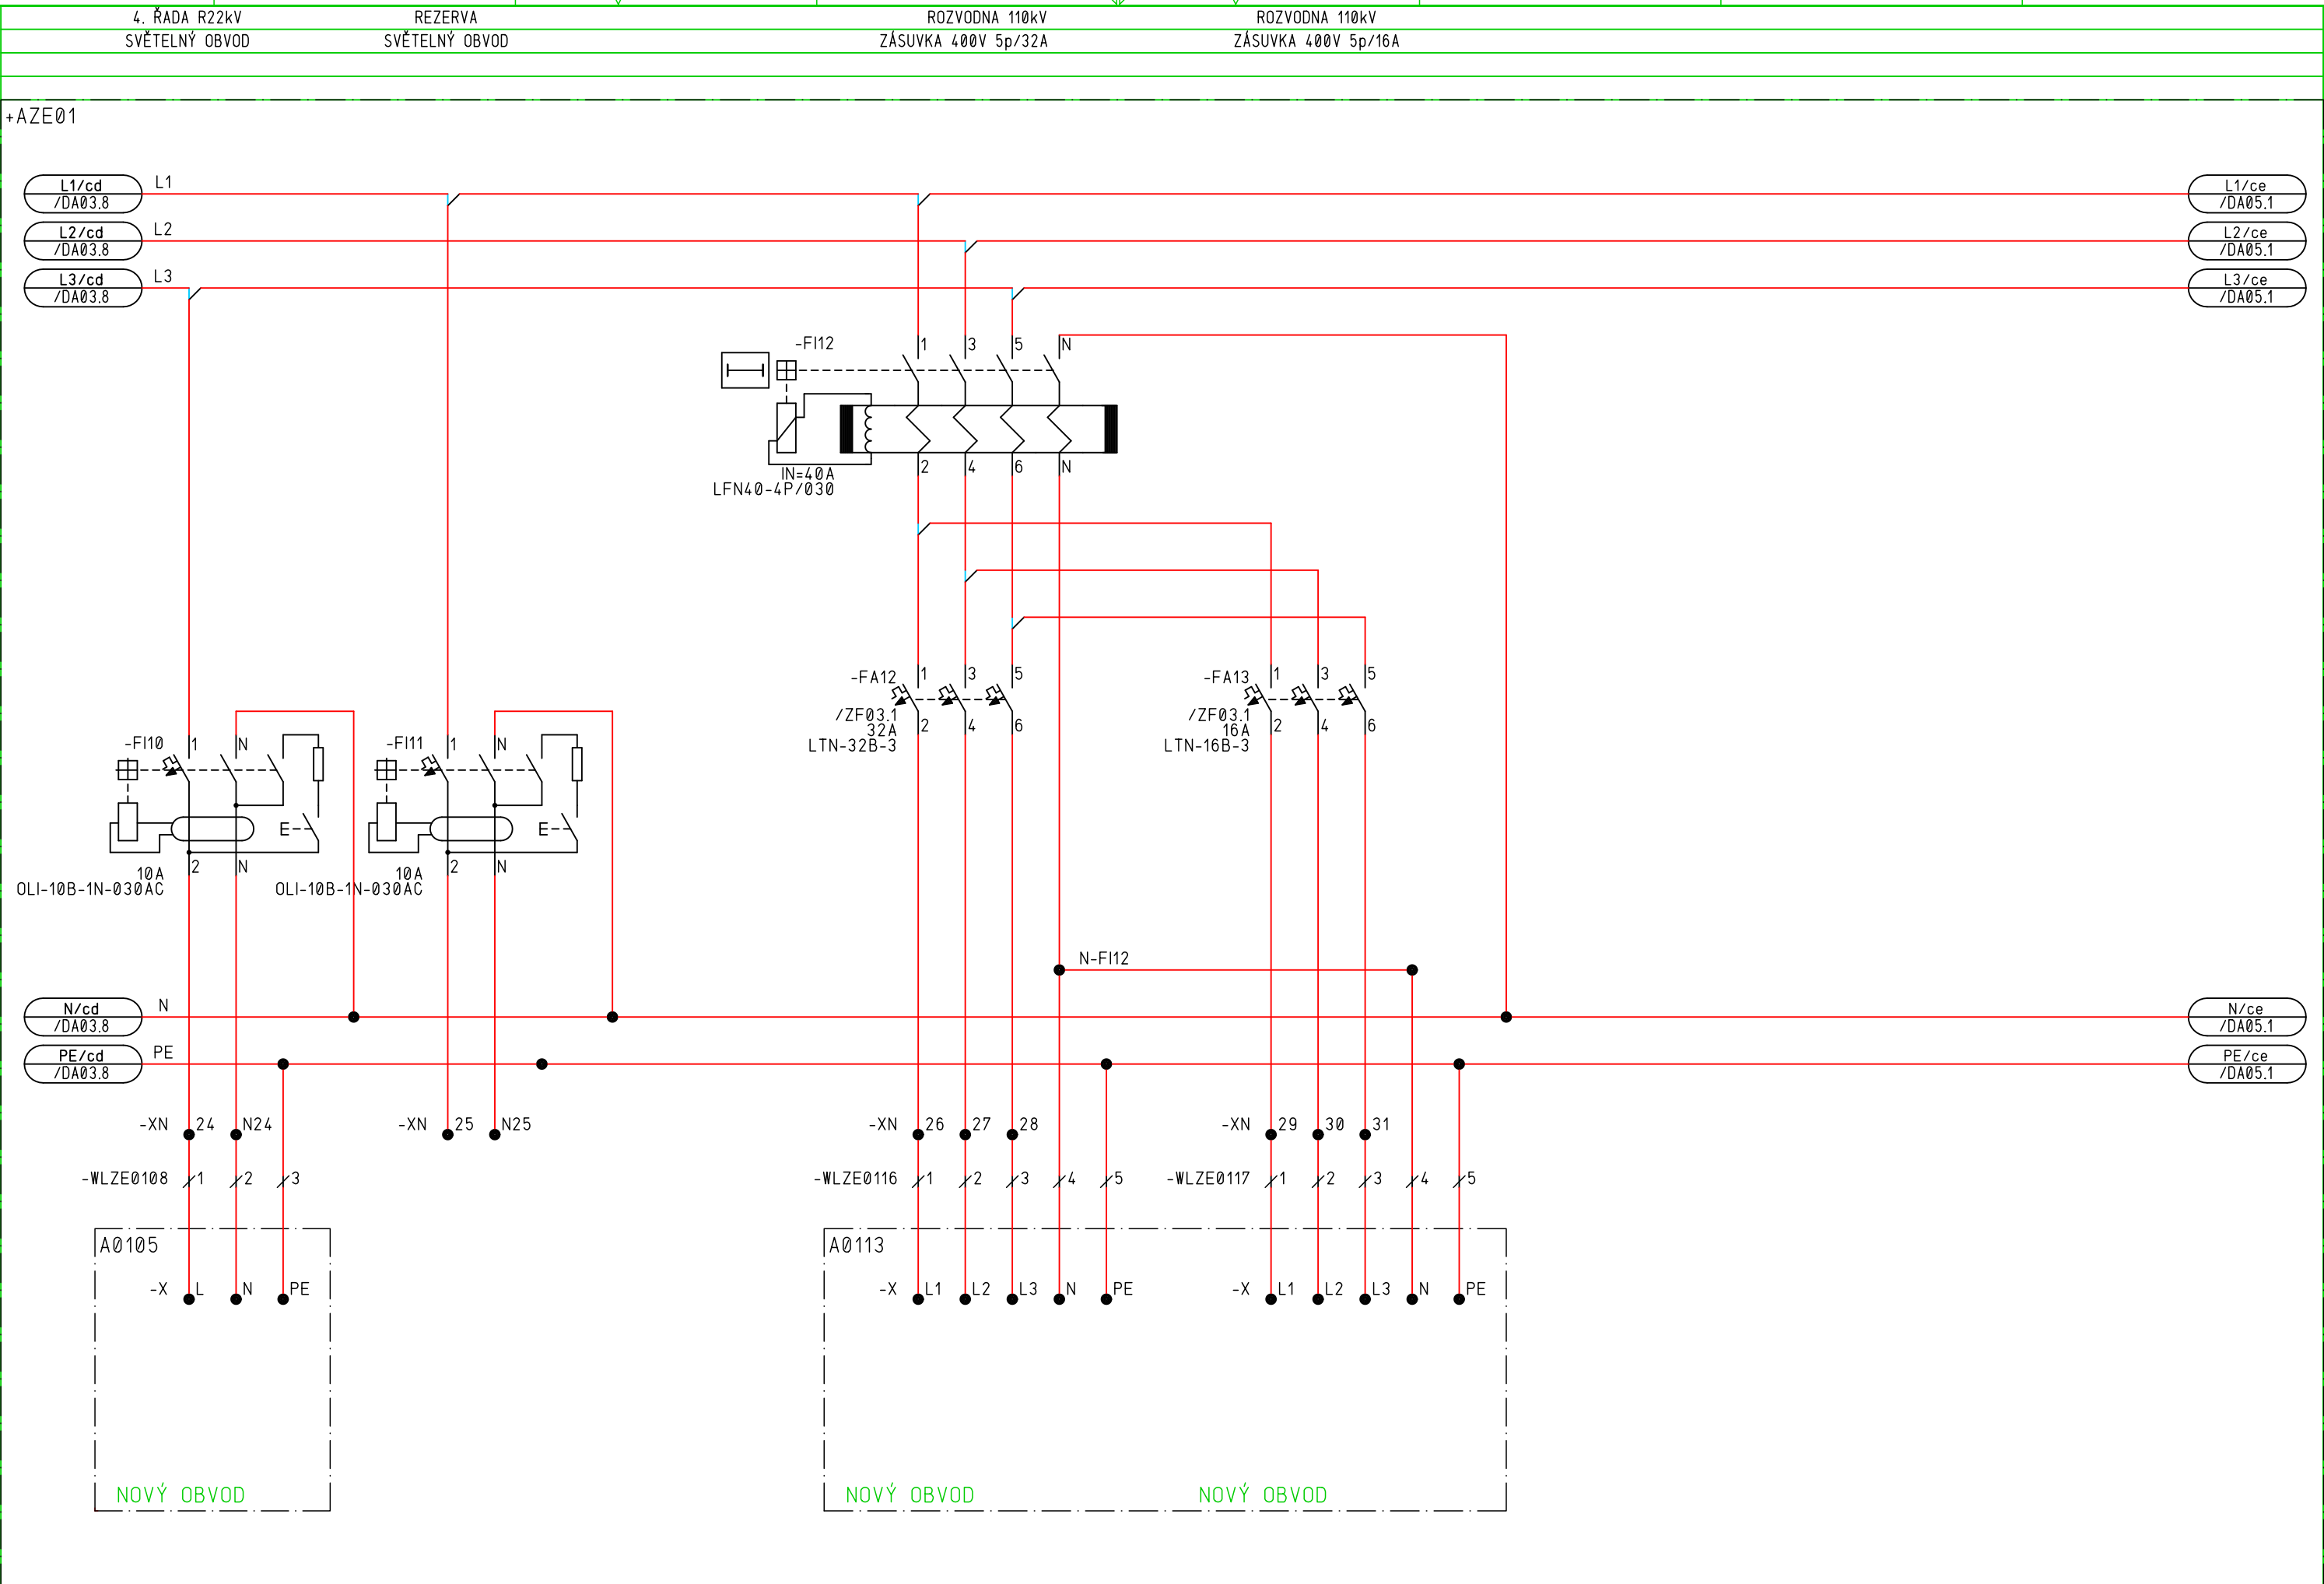 4. ŘADA R22kV
REZERVA
ROZVODNA 110kV
ROZVODNA 110kV
SVĚTELNÝ OBVOD
SVĚTELNÝ OBVOD
ZÁSUVKA 400V 5p/32A
ZÁSUVKA 400V 5p/16A
+AZE01
L1/cd
/DA03.8
L1
L1/ce
/DA05.1
L2/cd
/DA03.8
L2
L2/ce
/DA05.1
L3/cd
/DA03.8
L3
L3/ce
/DA05.1
-FI12
1
3
5
N
2
4
6
N
IN=40A
LFN40-4P/030
-FA12
1
3
5
/ZF03.1
32A
LTN-32B-3
2
4
6
-FA13
1
3
5
/ZF03.1
16A
LTN-16B-3
2
4
6
-FI10
1
N
E
2
N
10A
OLI-10B-1N-030AC
-FI11
1
N
E
2
N
10A
OLI-10B-1N-030AC
N-FI12
N/cd
/DA03.8
N
N/ce
/DA05.1
PE/cd
/DA03.8
PE
PE/ce
/DA05.1
-XN 24 N24
-XN 25 N25
-XN 26 27 28
-XN 29 30 31
-WLZE0108 1 2 3
-WLZE0116 1 2 3 4 5
-WLZE0117 1 2 3 4 5
A0105
A0113
-X L N PE
-X L1 L2 L3 N PE
-X L1 L2 L3 N PE
NOVÝ OBVOD
NOVÝ OBVOD
NOVÝ OBVOD